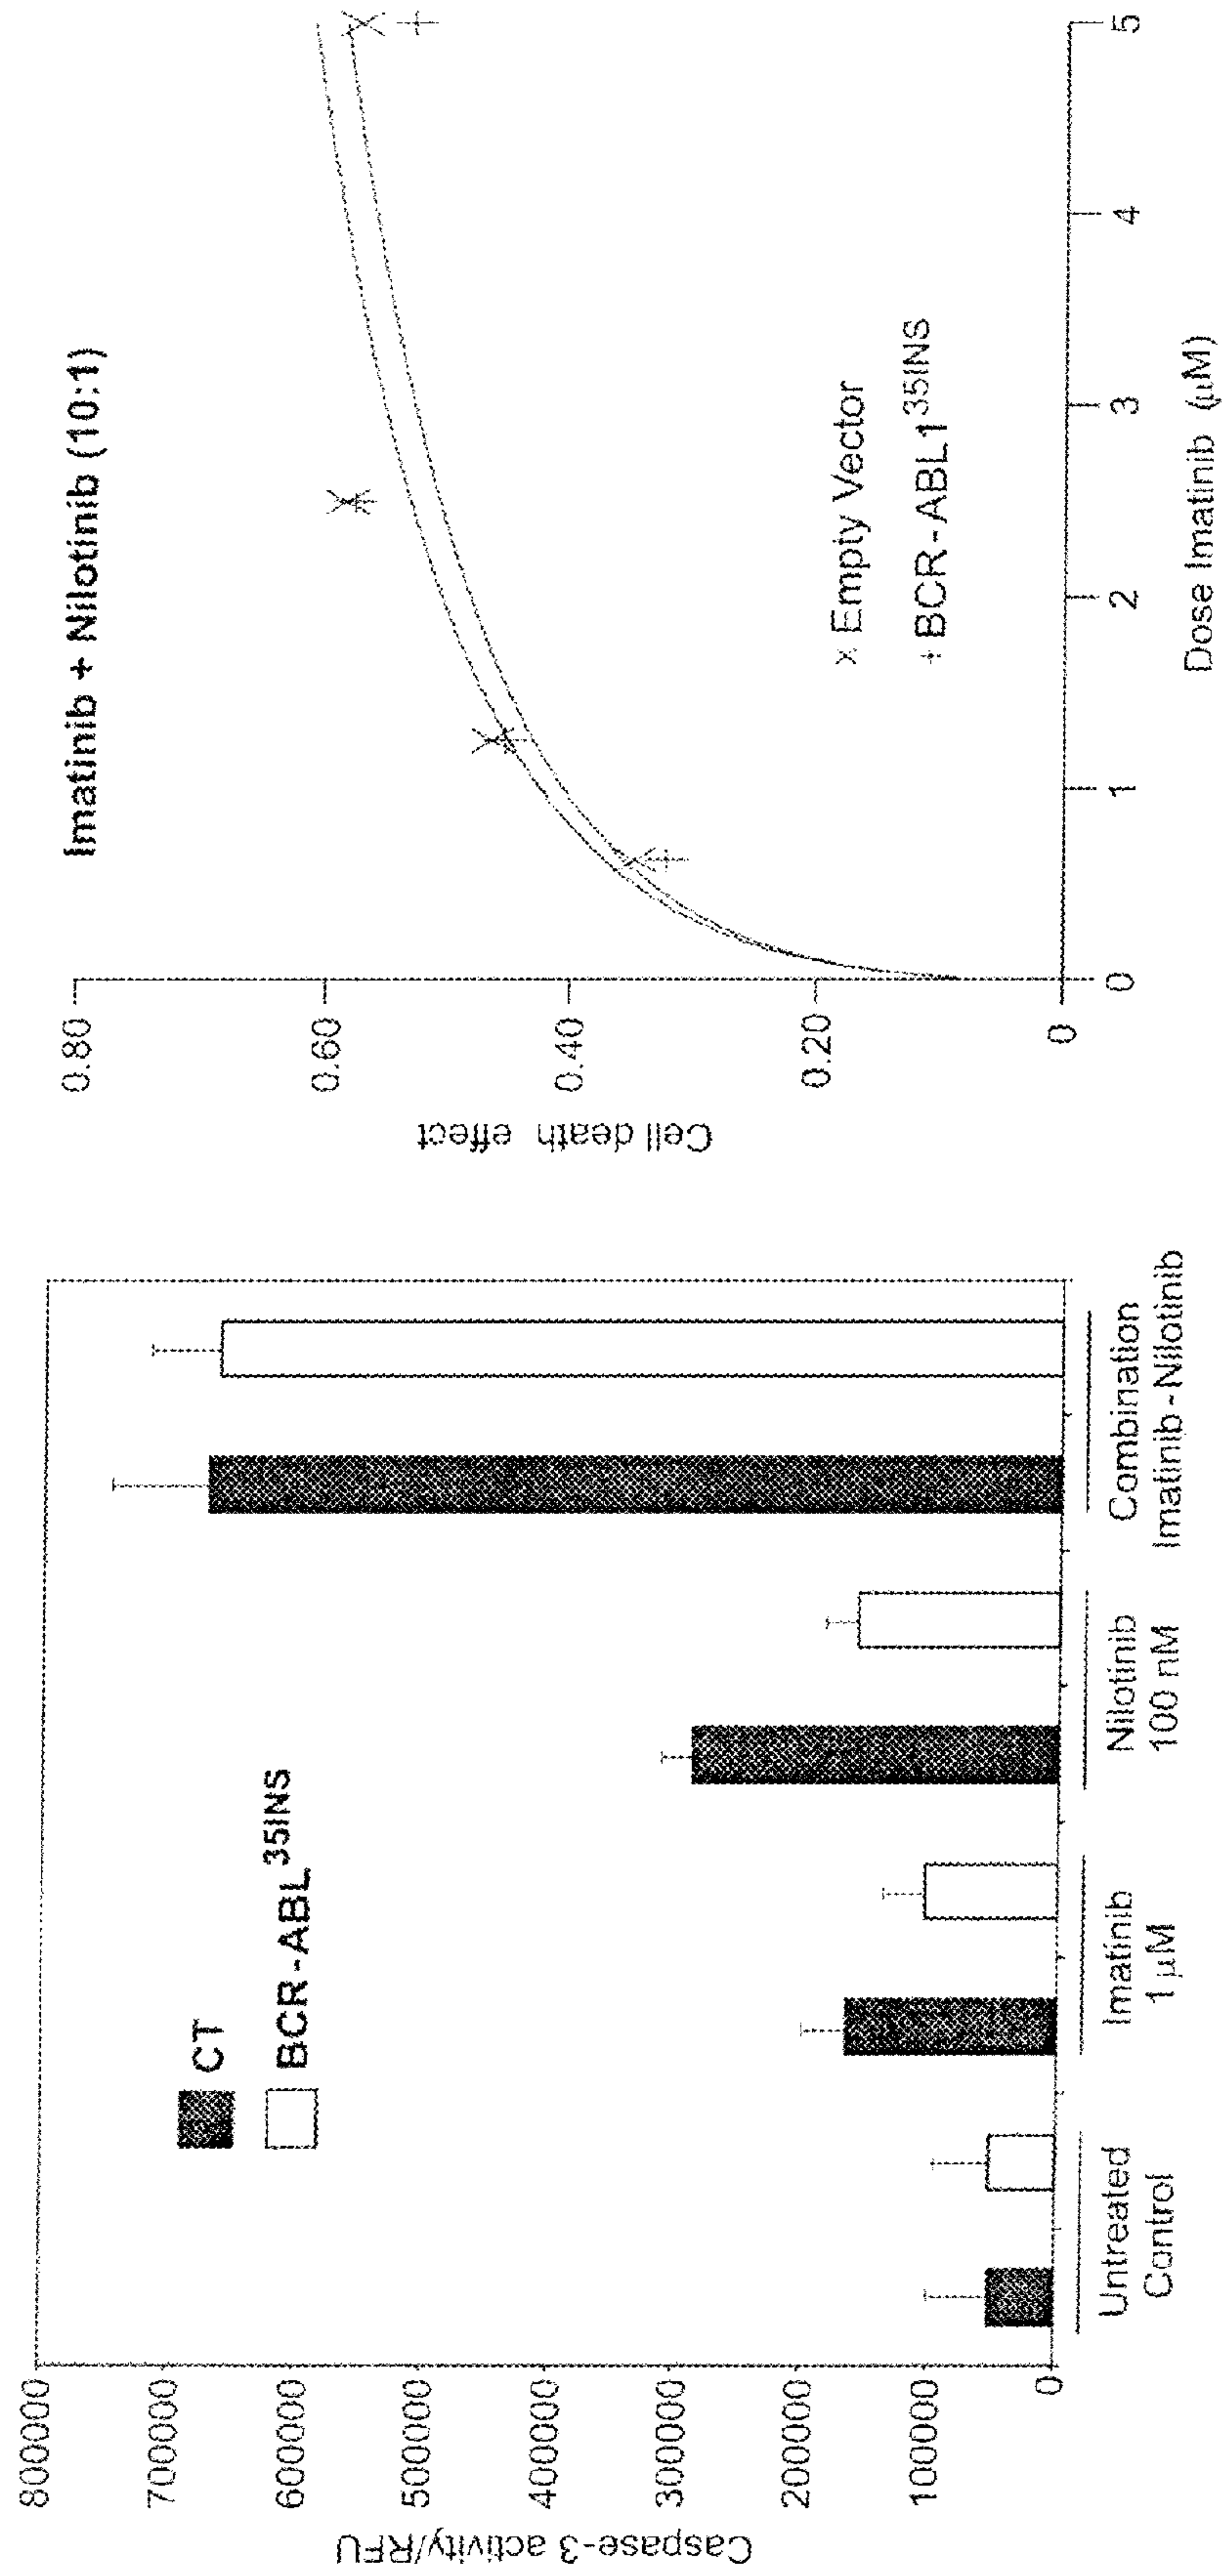 800000
700000
600000
500000
400000
300000
200000
100000
0
Caspase-3 activity/RFU
CT
BCR-ABL35INS
Untreated
Control
Imatinib
1 µM
Nilotinib
100 nM
Combination
Imatinib-Nilotinib
Imatinib + Nilotinib (10:1)
0.80
0.60
0.40
0.20
0
Cell death effect
x Empty Vector
+ BCR-ABL135INS
0
1
2
3
4
5
Dose Imatinib (µM)